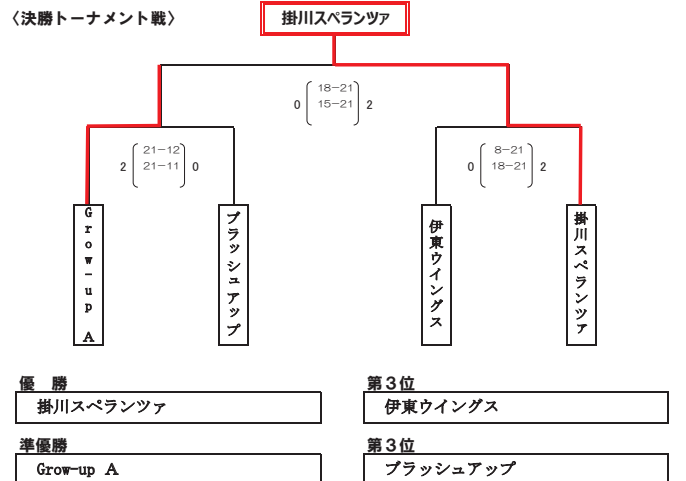 〈決勝トーナメント戦〉
掛川スペランツァ
18-21
0 15-21 2
21-12
2 21-11 0
8-21
0 18-21 2
Grow-up A
ブラッシュアップ
伊東ウイングス
掛川スペランツァ
優 勝
掛川スペランツァ
第3位
伊東ウイングス
準優勝
Grow-up A
第3位
ブラッシュアップ